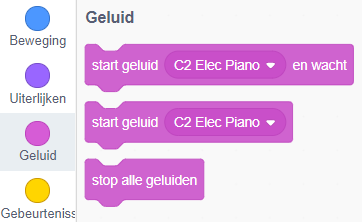 Beweging
Uiterlijken
Geluid
Gebeurteniss
Geluid
start geluid C2 Elec Piano en wacht
start geluid C2 Elec Piano
stop alle geluiden